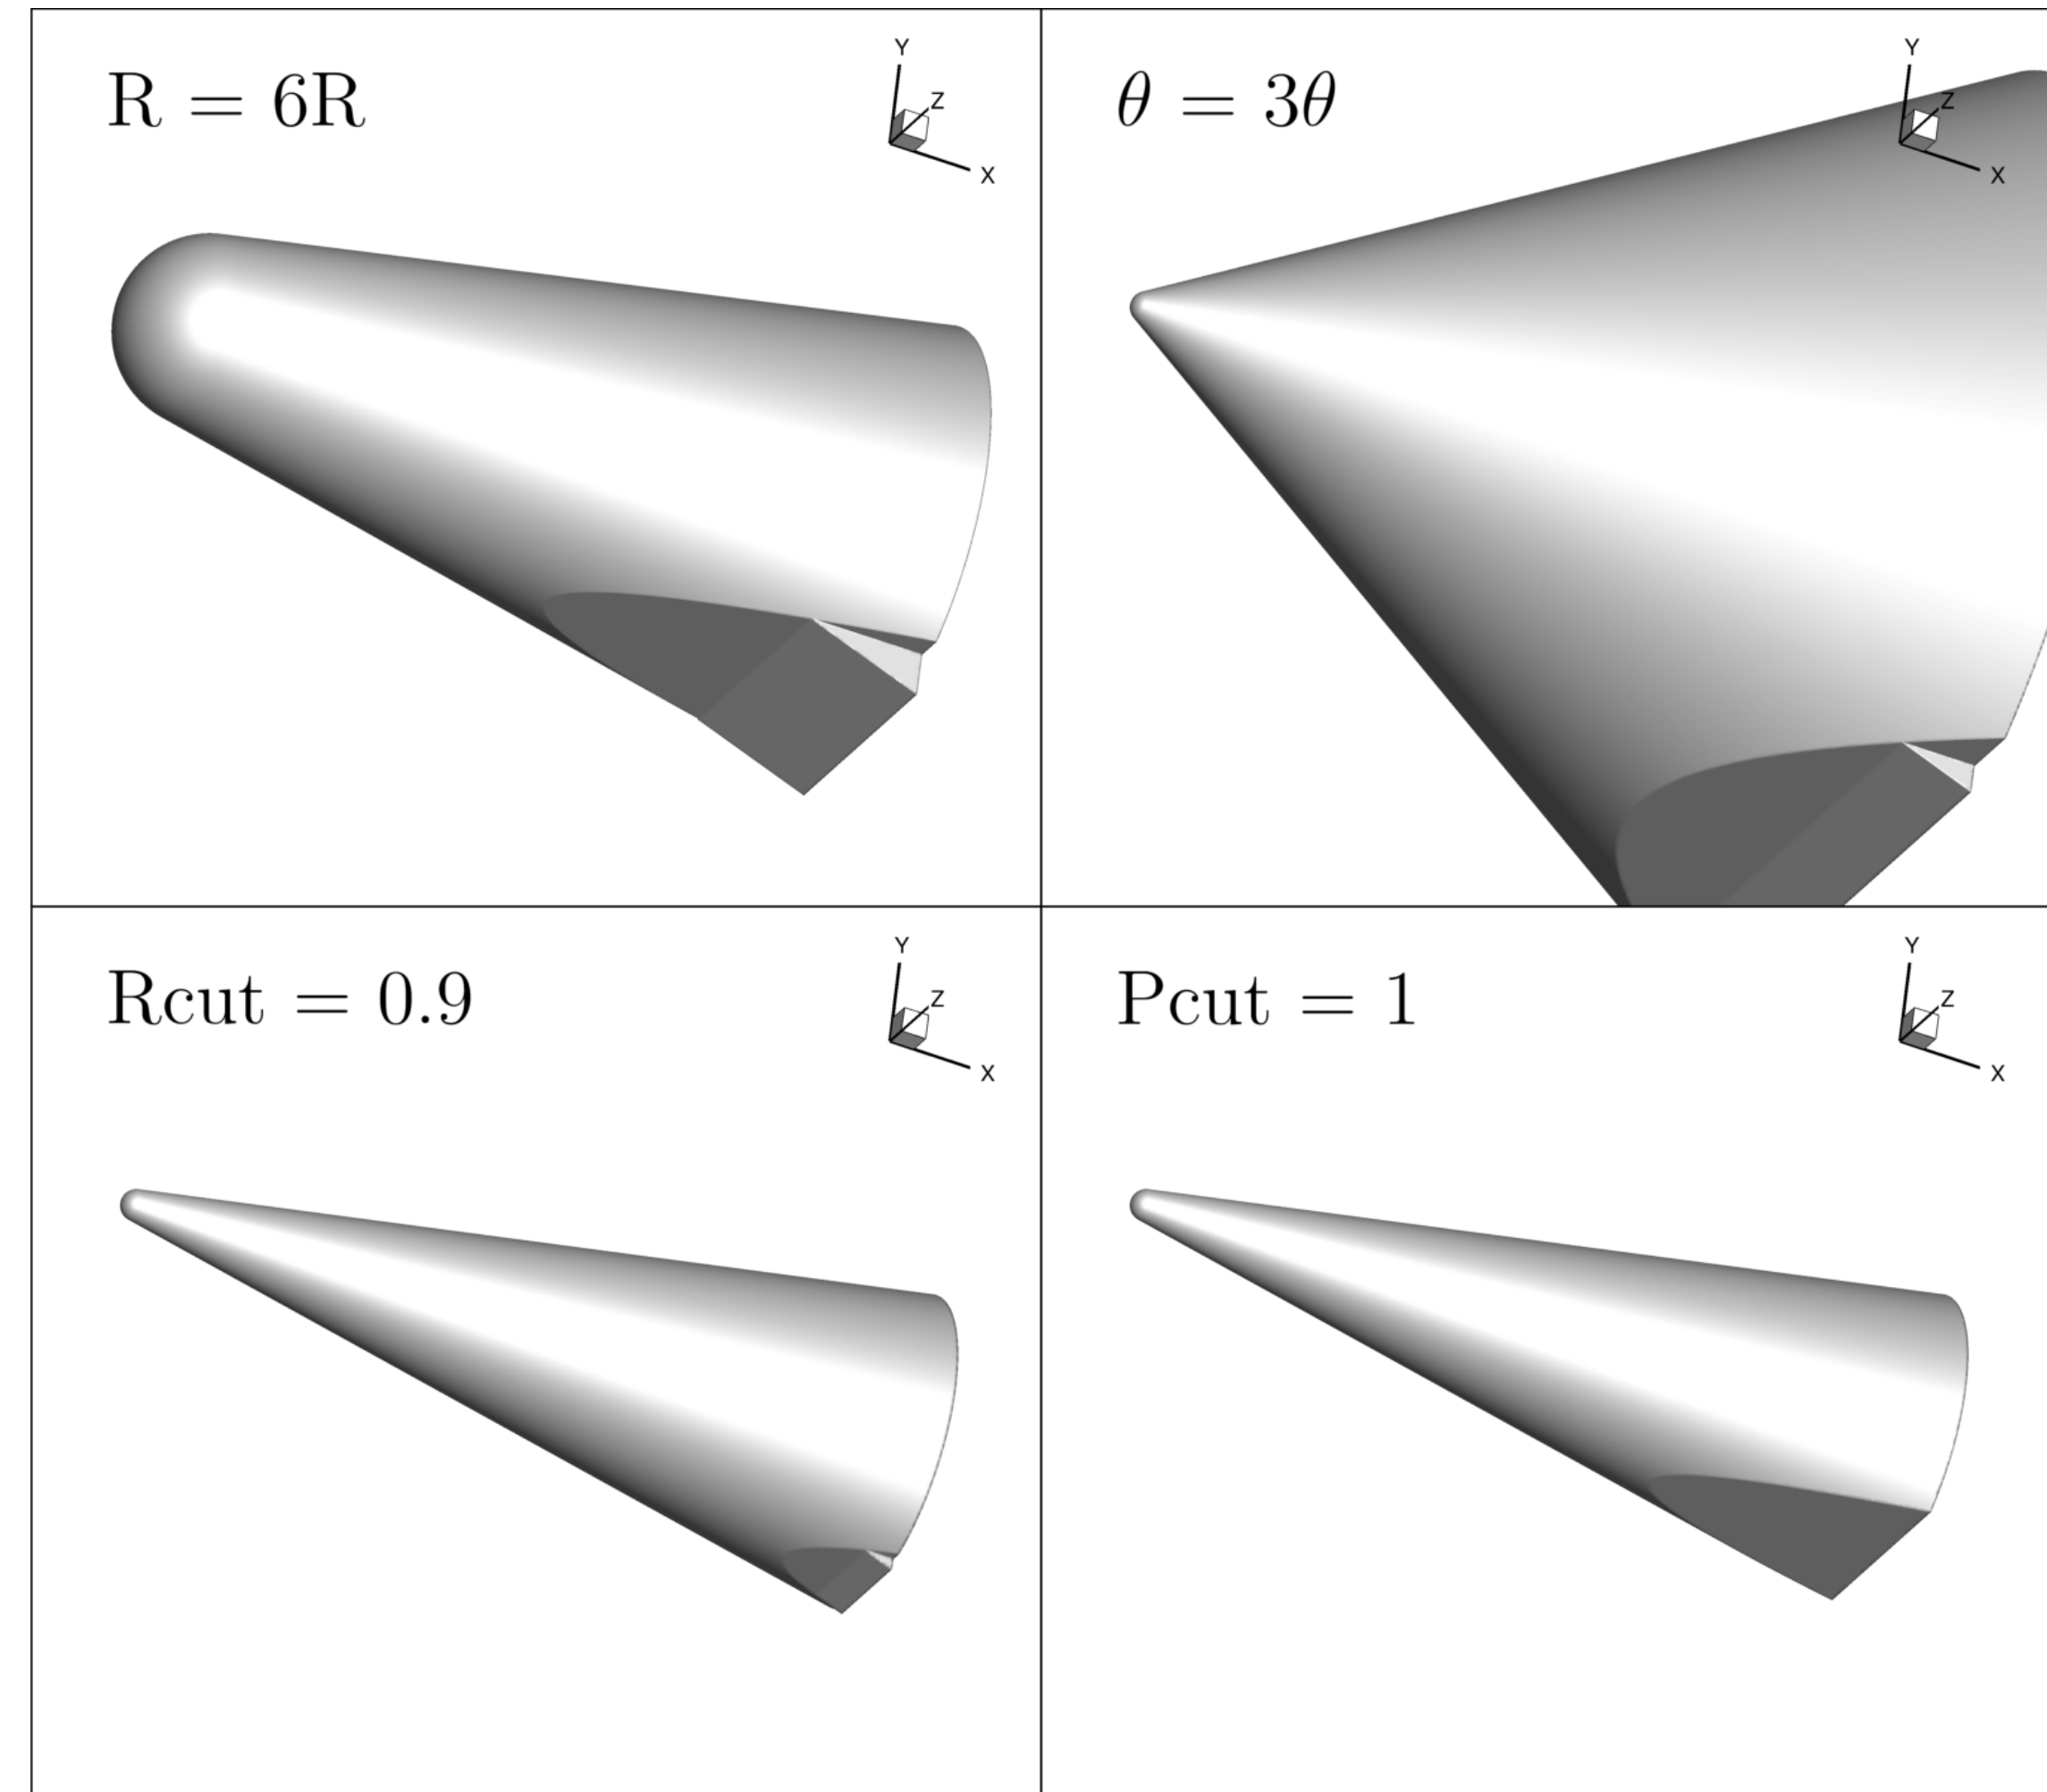 R = 6R
Y
Z
X
θ = 3θ
Y
Z
X
Rcut = 0.9
Y
Z
X
Pcut = 1
Y
Z
X